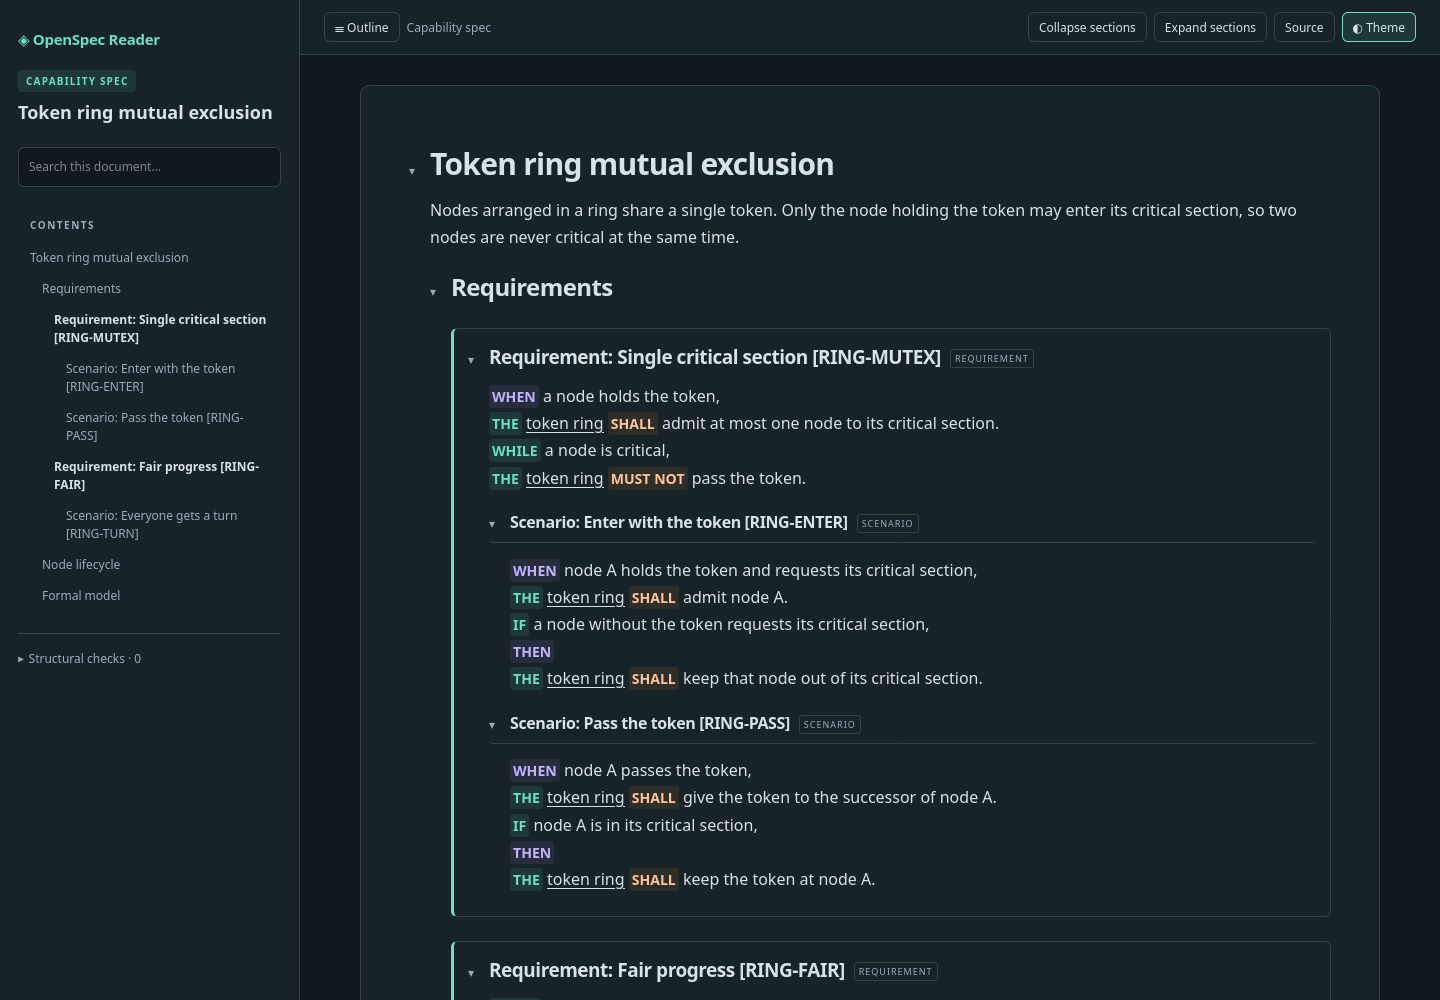 ◈ OpenSpec Reader
CAPABILITY SPEC
Token ring mutual exclusion
Search this document...
CONTENTS
Token ring mutual exclusion
Requirements
Requirement: Single critical section
[RING-MUTEX]
Scenario: Enter with the token
[RING-ENTER]
Scenario: Pass the token [RING-
PASS]
Requirement: Fair progress [RING-
FAIR]
Scenario: Everyone gets a turn
[RING-TURN]
Node lifecycle
Formal model
▸ Structural checks · 0
≡ Outline
Capability spec
Collapse sections
Expand sections
Source
◐ Theme
▾ Token ring mutual exclusion
Nodes arranged in a ring share a single token. Only the node holding the token may enter its critical section, so two
nodes are never critical at the same time.
▾ Requirements
▾ Requirement: Single critical section [RING-MUTEX] REQUIREMENT
WHEN a node holds the token,
THE token ring SHALL admit at most one node to its critical section.
WHILE a node is critical,
THE token ring MUST NOT pass the token.
▾ Scenario: Enter with the token [RING-ENTER] SCENARIO
WHEN node A holds the token and requests its critical section,
THE token ring SHALL admit node A.
IF a node without the token requests its critical section,
THEN
THE token ring SHALL keep that node out of its critical section.
▾ Scenario: Pass the token [RING-PASS] SCENARIO
WHEN node A passes the token,
THE token ring SHALL give the token to the successor of node A.
IF node A is in its critical section,
THEN
THE token ring SHALL keep the token at node A.
▾ Requirement: Fair progress [RING-FAIR] REQUIREMENT